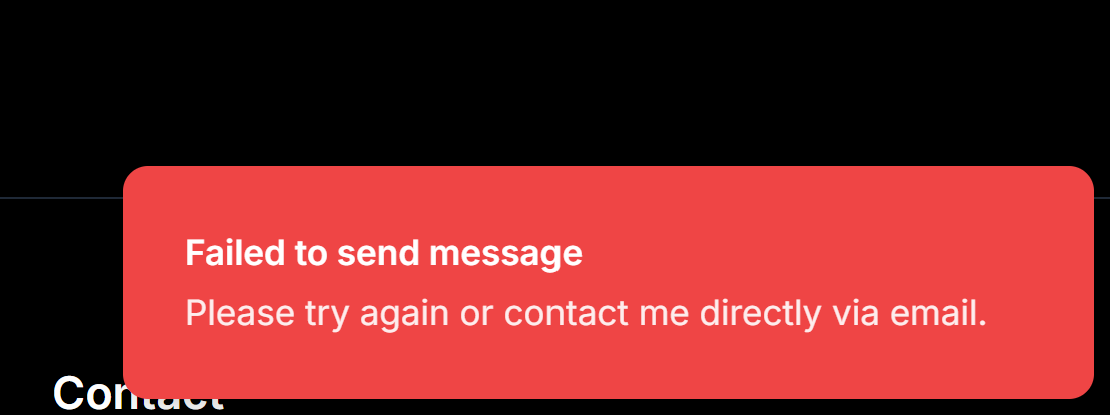 Failed to send message
Please try again or contact me directly via email.
Contact